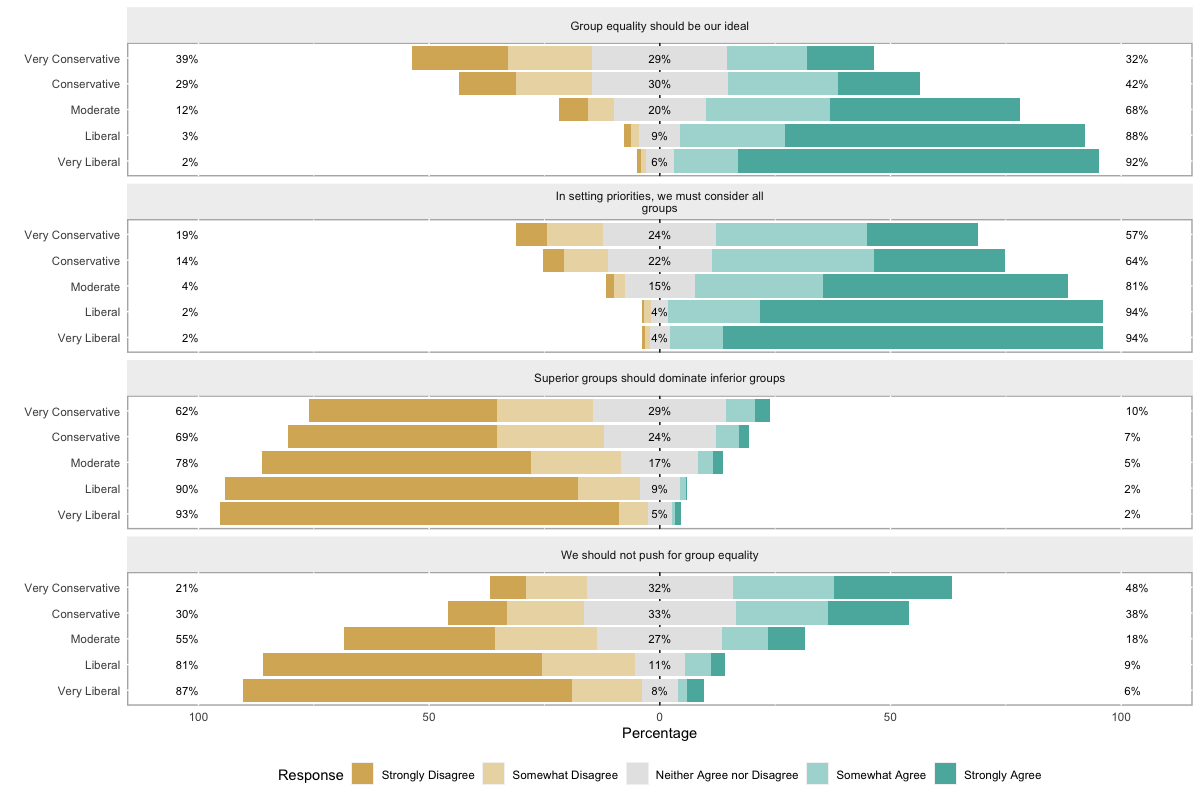 Group equality should be our ideal
Very Conservative 39% 29% 32%
Conservative 29% 30% 42%
Moderate 12% 20% 68%
Liberal 3% 9% 88%
Very Liberal 2% 6% 92%
In setting priorities, we must consider all
groups
Very Conservative 19% 24% 57%
Conservative 14% 22% 64%
Moderate 4% 15% 81%
Liberal 2% 4% 94%
Very Liberal 2% 4% 94%
Superior groups should dominate inferior groups
Very Conservative 62% 29% 10%
Conservative 69% 24% 7%
Moderate 78% 17% 5%
Liberal 90% 9% 2%
Very Liberal 93% 5% 2%
We should not push for group equality
Very Conservative 21% 32% 48%
Conservative 30% 33% 38%
Moderate 55% 27% 18%
Liberal 81% 11% 9%
Very Liberal 87% 8% 6%
100 50 0 50 100
Percentage
Response Strongly Disagree Somewhat Disagree Neither Agree nor Disagree Somewhat Agree Strongly Agree